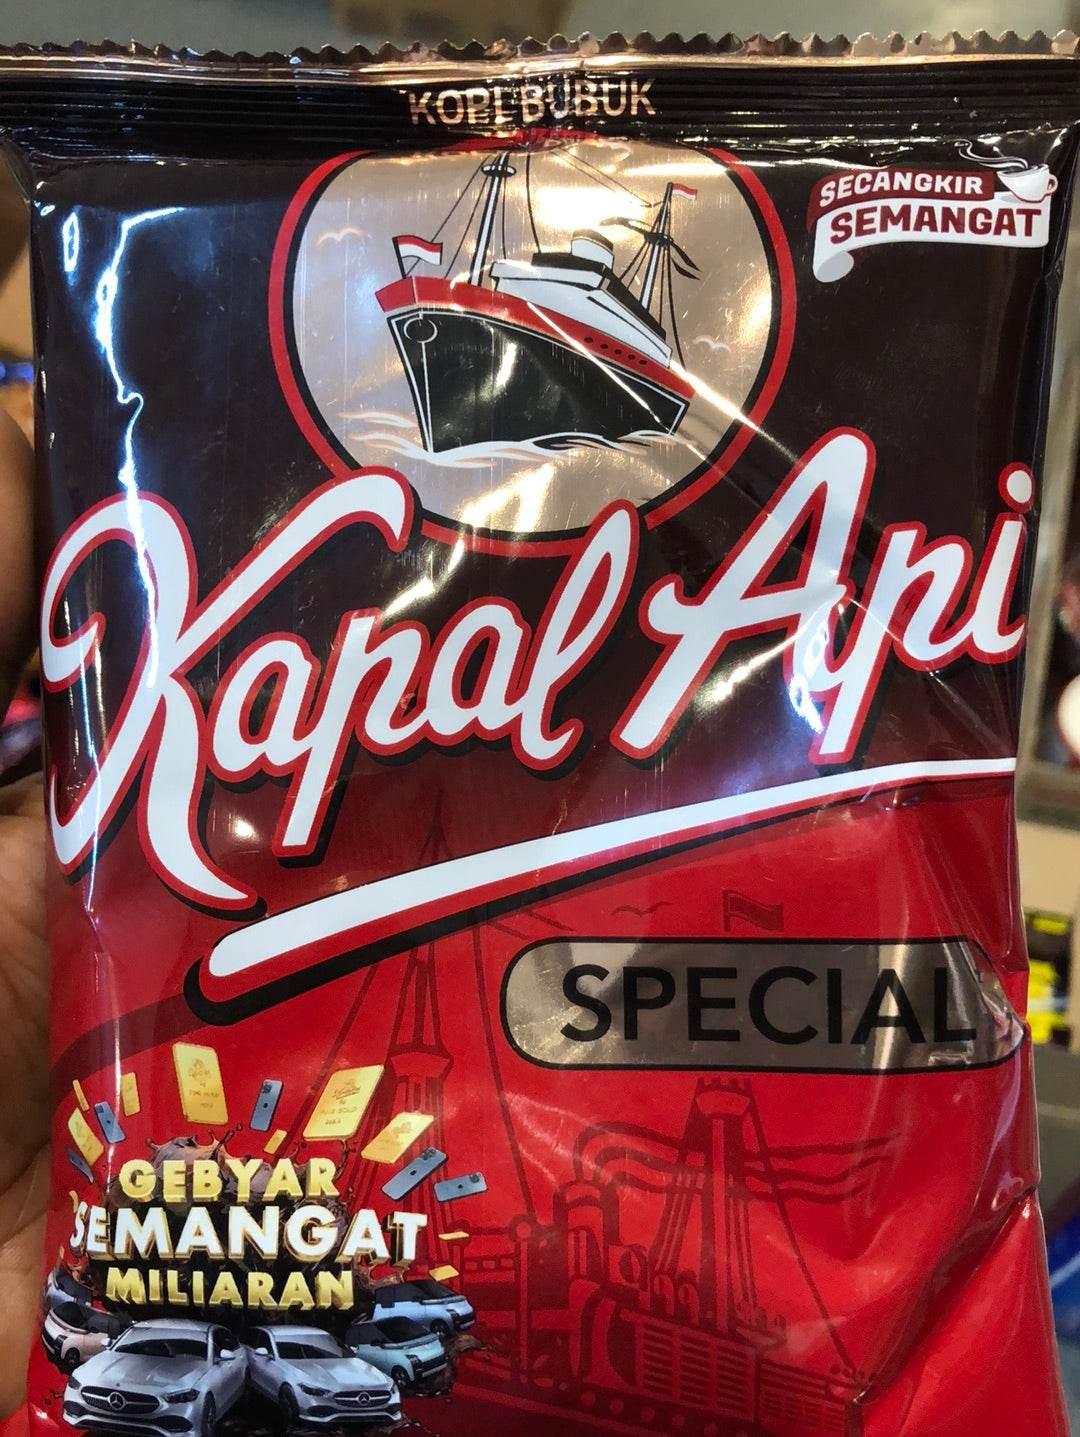 KOPI BUBUK
SECANGKIR
SEMANGAT
Kapal Api
SPECIAL
GEBYAR
SEMANGAT
MILIARAN